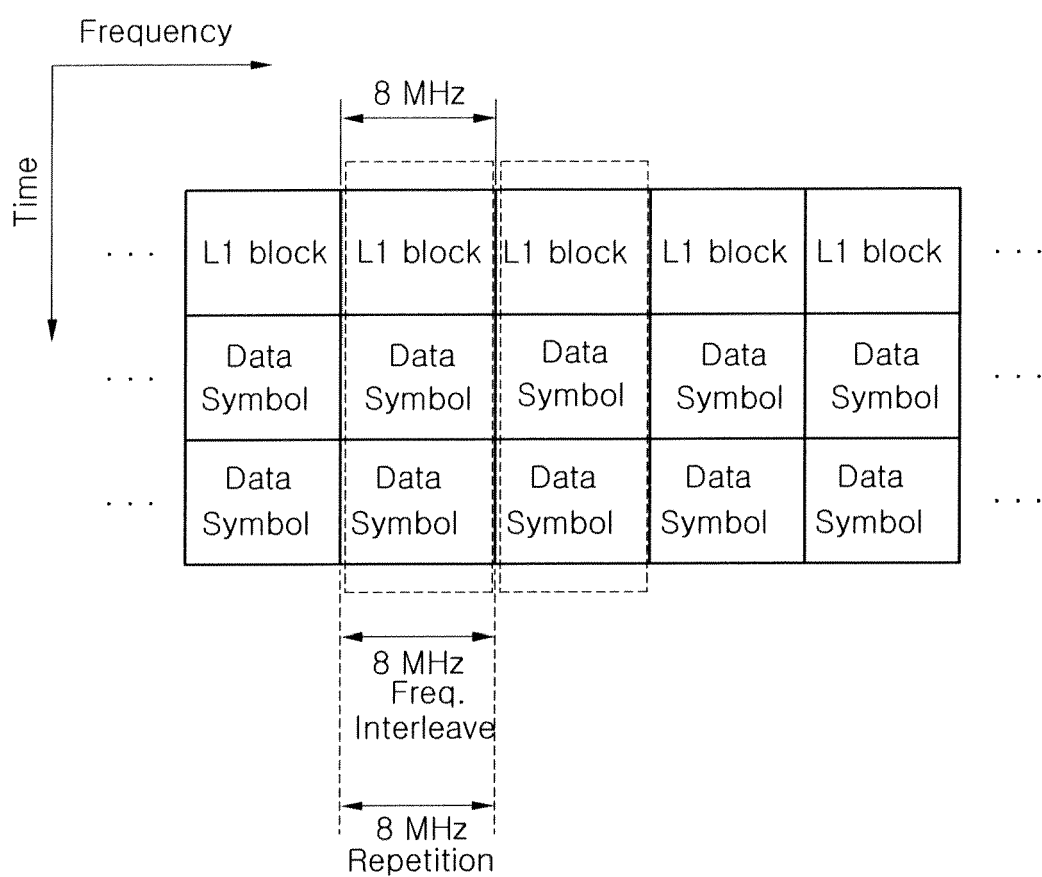 Frequency
8 MHz
Time
· · · L1 block L1 block L1 block L1 block L1 block · · ·
Data Data Data Data Data
· · · Symbol Symbol Symbol Symbol Symbol · · ·
Data Data Data Data Data
· · · Symbol Symbol Symbol Symbol Symbol · · ·
8 MHz
Freq.
Interleave
8 MHz
Repetition